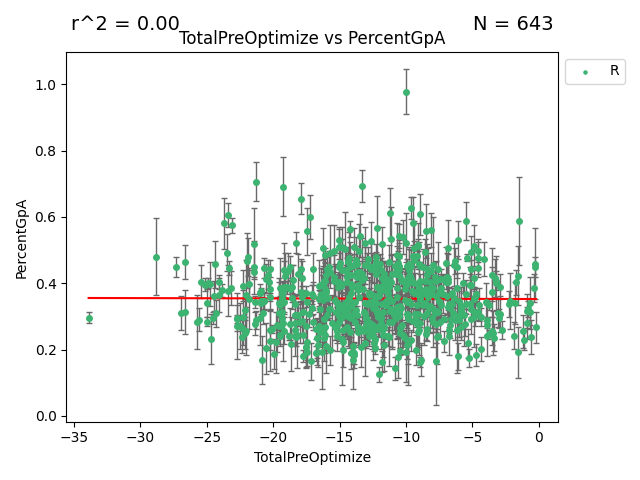 r^2 = 0.00
N = 643
TotalPreOptimize vs PercentGpA
R
1.0
0.8
0.6
0.4
0.2
0.0
PercentGpA
−35
−30
−25
−20
−15
−10
−5
0
TotalPreOptimize